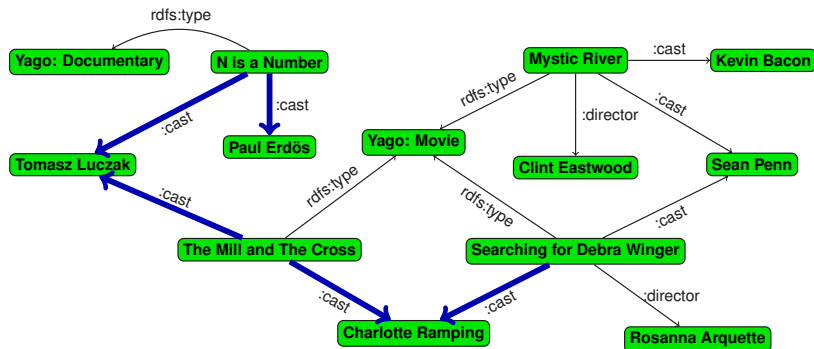 rdfs:type
Yago: Documentary
N is a Number
Mystic River
:cast
Kevin Bacon
rdfs:type
:cast
:cast
:director
:cast
Paul Erdös
Yago: Movie
Tomasz Luczak
Clint Eastwood
Sean Penn
:cast
rdfs:type
rdfs:type
:cast
The Mill and The Cross
Searching for Debra Winger
:cast
:cast
:director
Charlotte Ramping
Rosanna Arquette